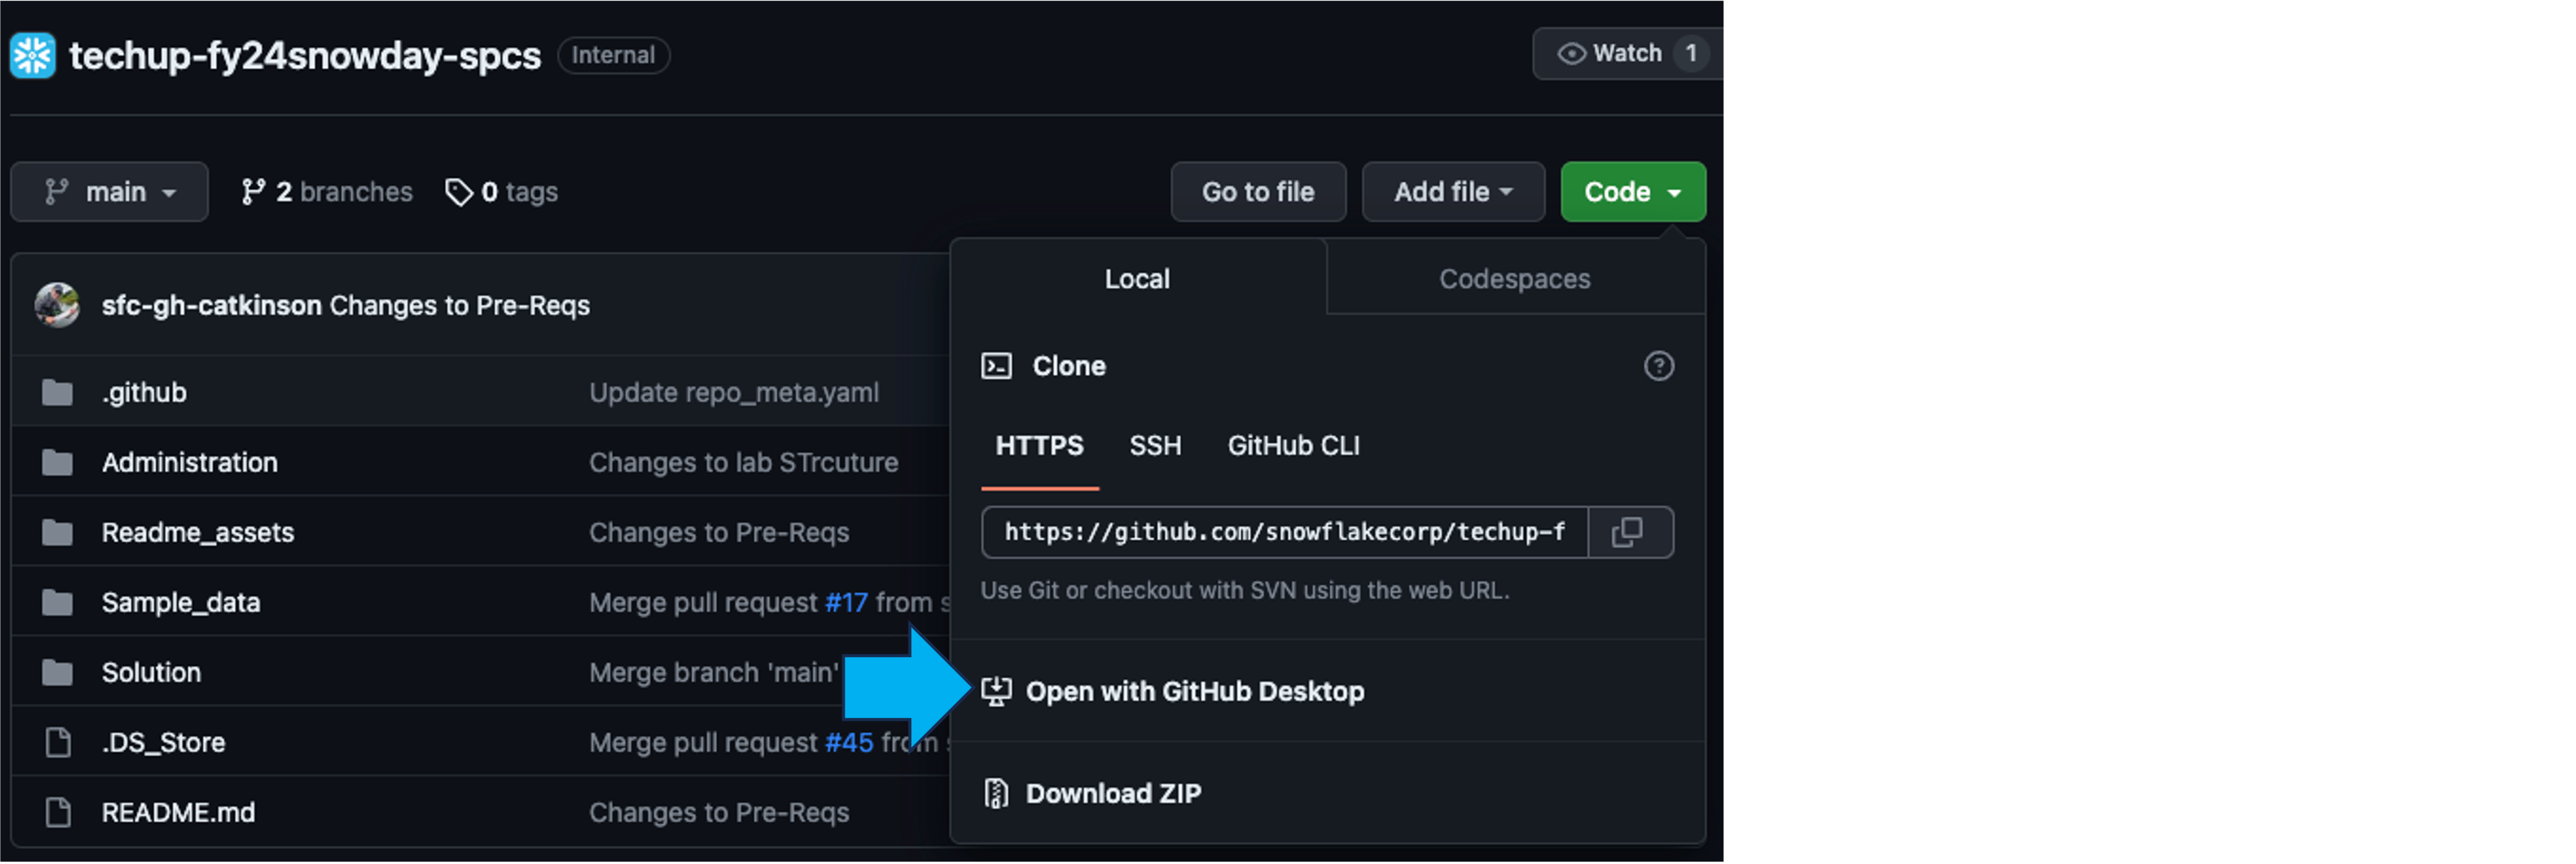 techup-fy24snowday-spcs Internal Watch 1
main 2 branches 0 tags Go to file Add file Code
Local Codespaces
sfc-gh-catkinson Changes to Pre-Reqs
Clone
.github Update repo_meta.yaml
HTTPS SSH GitHub CLI
Administration Changes to lab STrcuture
https://github.com/snowflakecorp/techup-f
Readme_assets Changes to Pre-Reqs
Use Git or checkout with SVN using the web URL.
Sample_data Merge pull request #17 from s
Solution Merge branch 'main'
Open with GitHub Desktop
.DS_Store Merge pull request #45 from s
Download ZIP
README.md Changes to Pre-Reqs